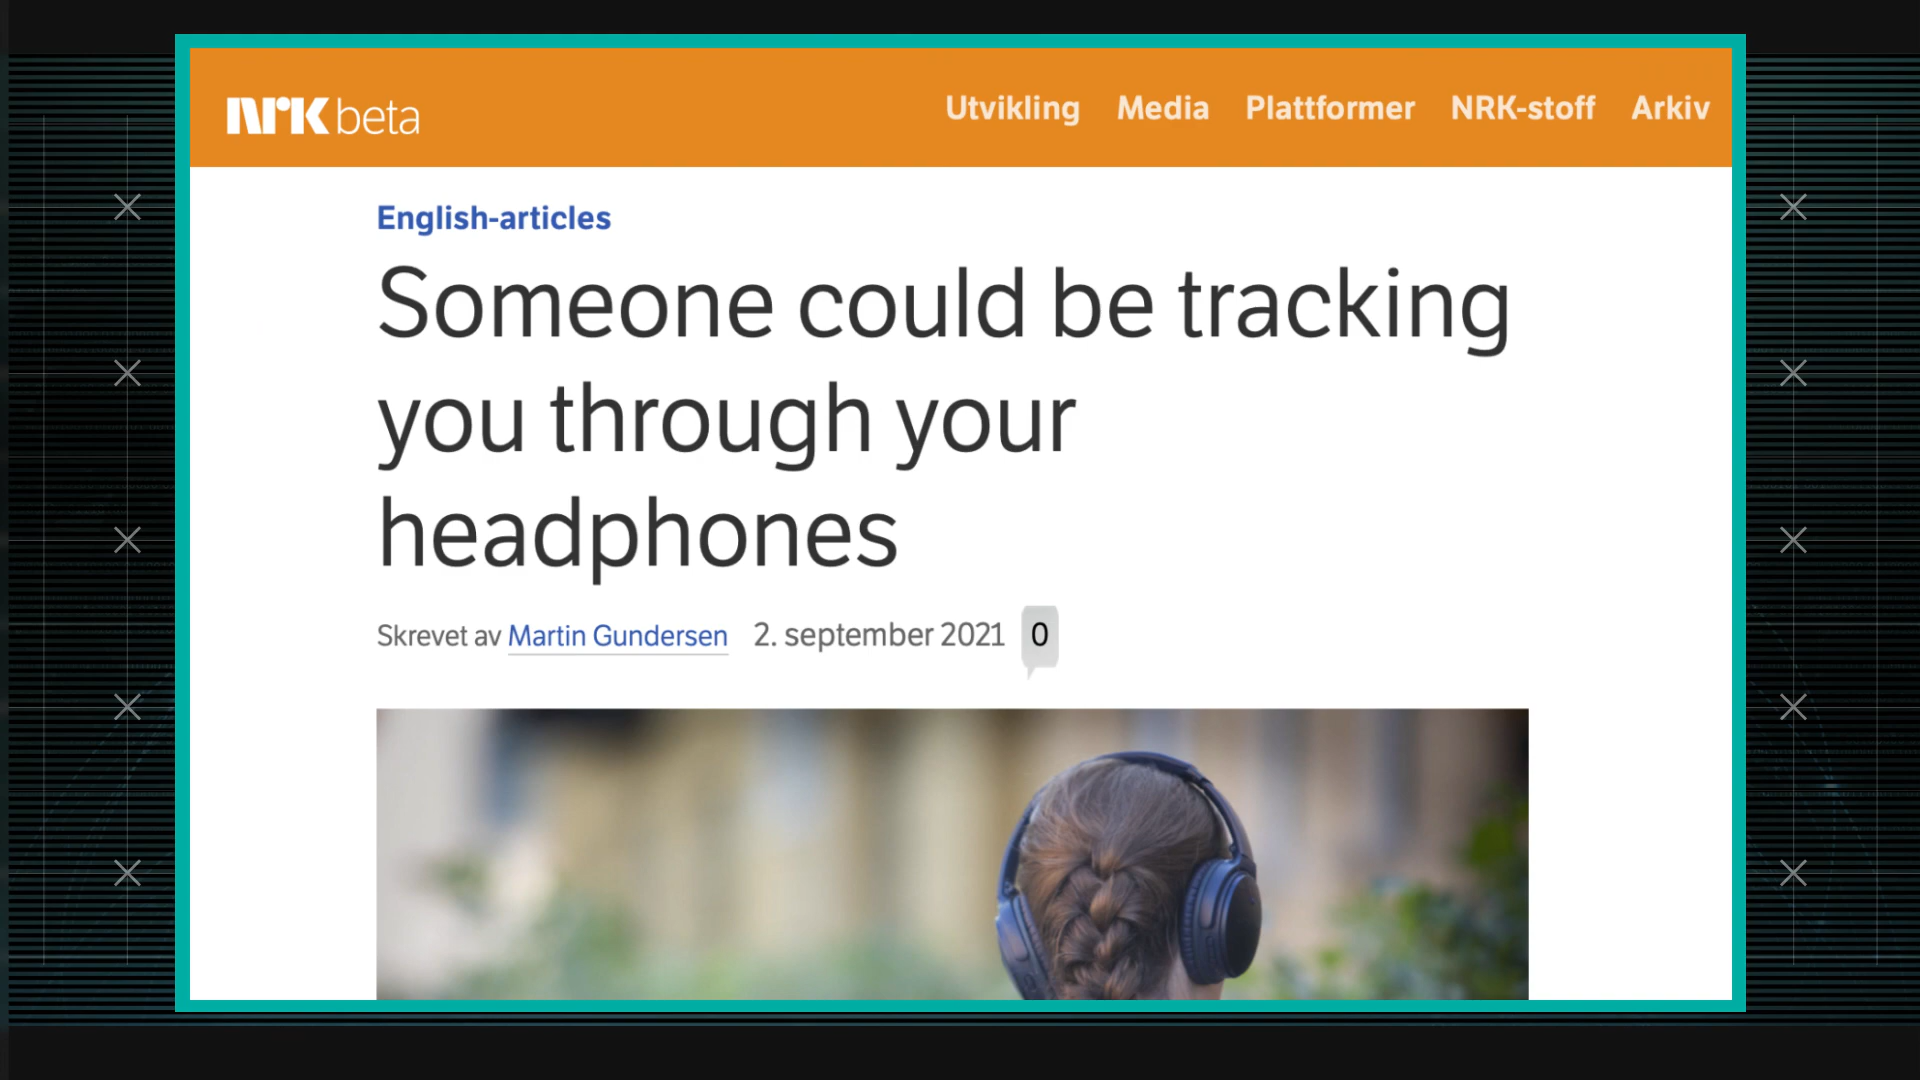 NRK beta
Utvikling Media Plattformer NRK-stoff Arkiv
English-articles
Someone could be tracking
you through your
headphones
Skrevet av Martin Gundersen 2. september 2021 0